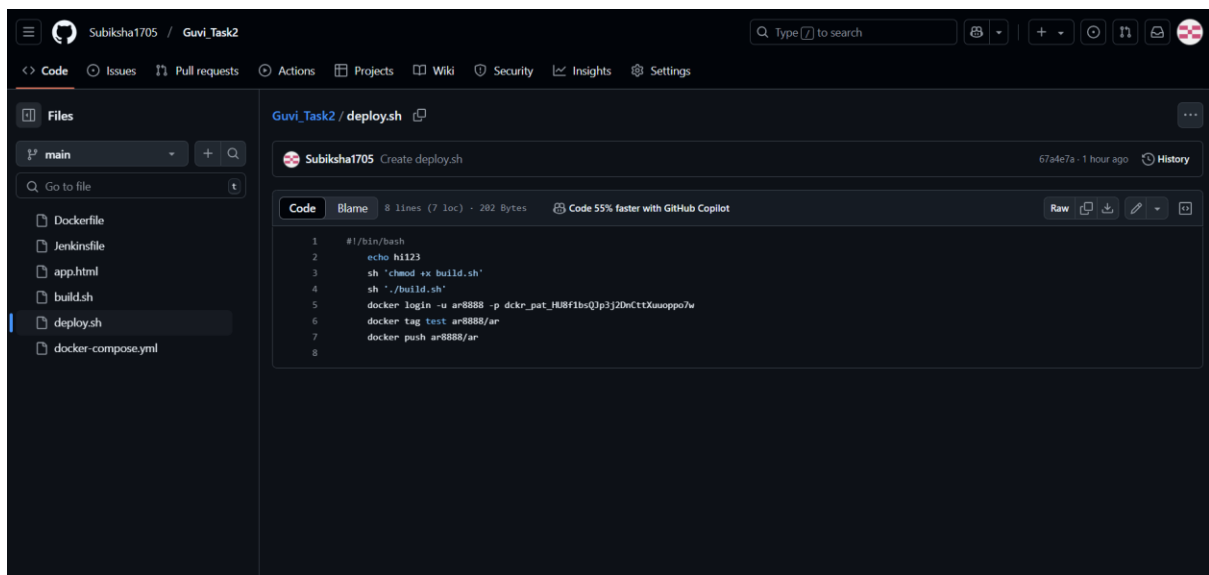 Subiksha1705 / Guvi_Task2
Type / to search
Code Issues Pull requests Actions Projects Wiki Security Insights Settings
Files
main
Go to file
t
Dockerfile
Jenkinsfile
app.html
build.sh
deploy.sh
docker-compose.yml
Guvi_Task2 / deploy.sh
Subiksha1705 Create deploy.sh
67a4e7a · 1 hour ago History
Code Blame 8 lines (7 loc) · 202 Bytes Code 55% faster with GitHub Copilot
Raw
1 #!/bin/bash
2 echo hi123
3 sh 'chmod +x build.sh'
4 sh './build.sh'
5 docker login -u ar8888 -p dckr_pat_HU8f1bsQJp3j2DnCttXuuoppo7w
6 docker tag test ar8888/ar
7 docker push ar8888/ar
8